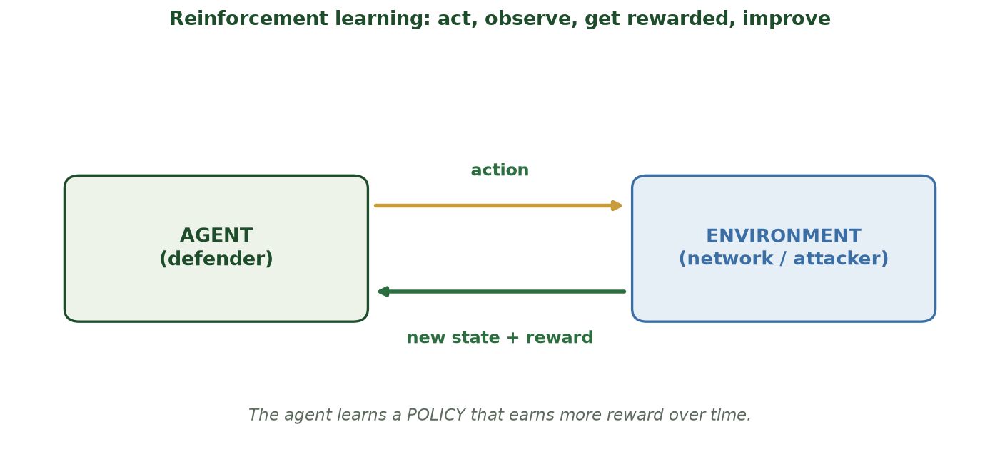 Reinforcement learning: act, observe, get rewarded, improve
action
AGENT
(defender)
ENVIRONMENT
(network / attacker)
new state + reward
The agent learns a POLICY that earns more reward over time.